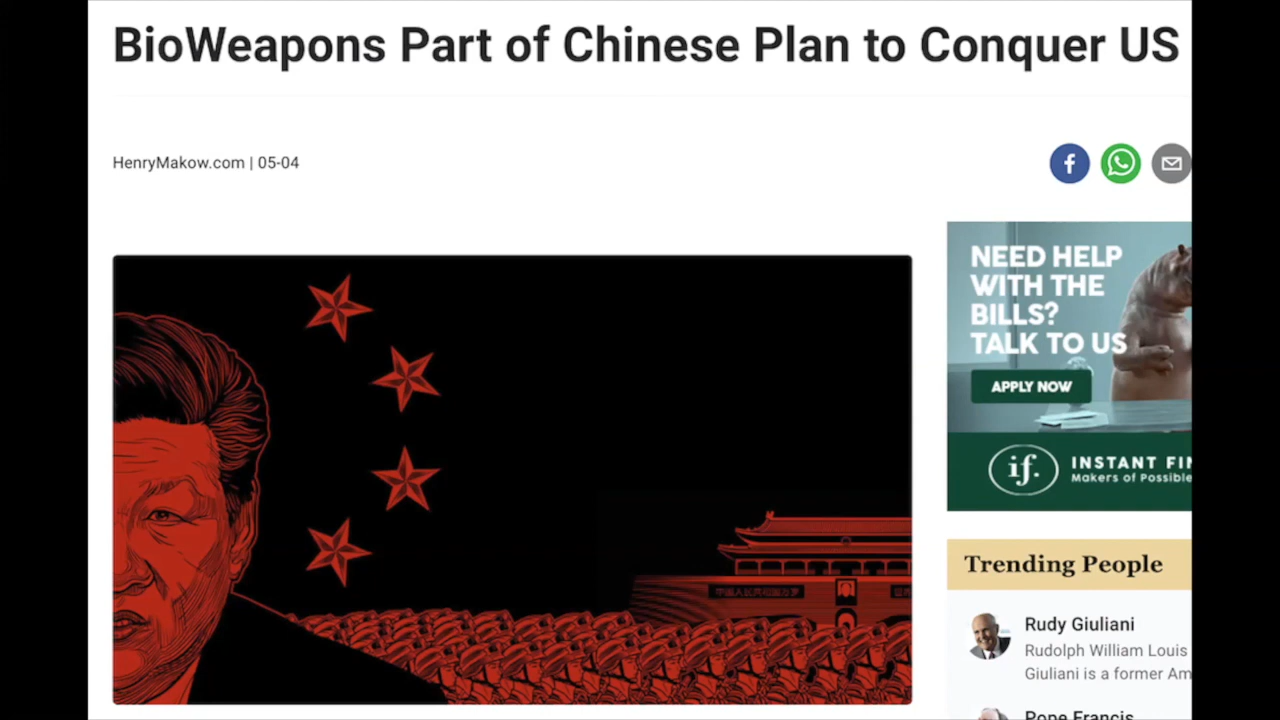 BioWeapons Part of Chinese Plan to Conquer US
HenryMakow.com | 05-04
NEED HELP
WITH THE
BILLS?
TALK TO US
APPLY NOW
if.
INSTANT FIN
Makers of Possible
Trending People
Rudy Giuliani
Rudolph William Louis
Giuliani is a former Am
Pope Francis